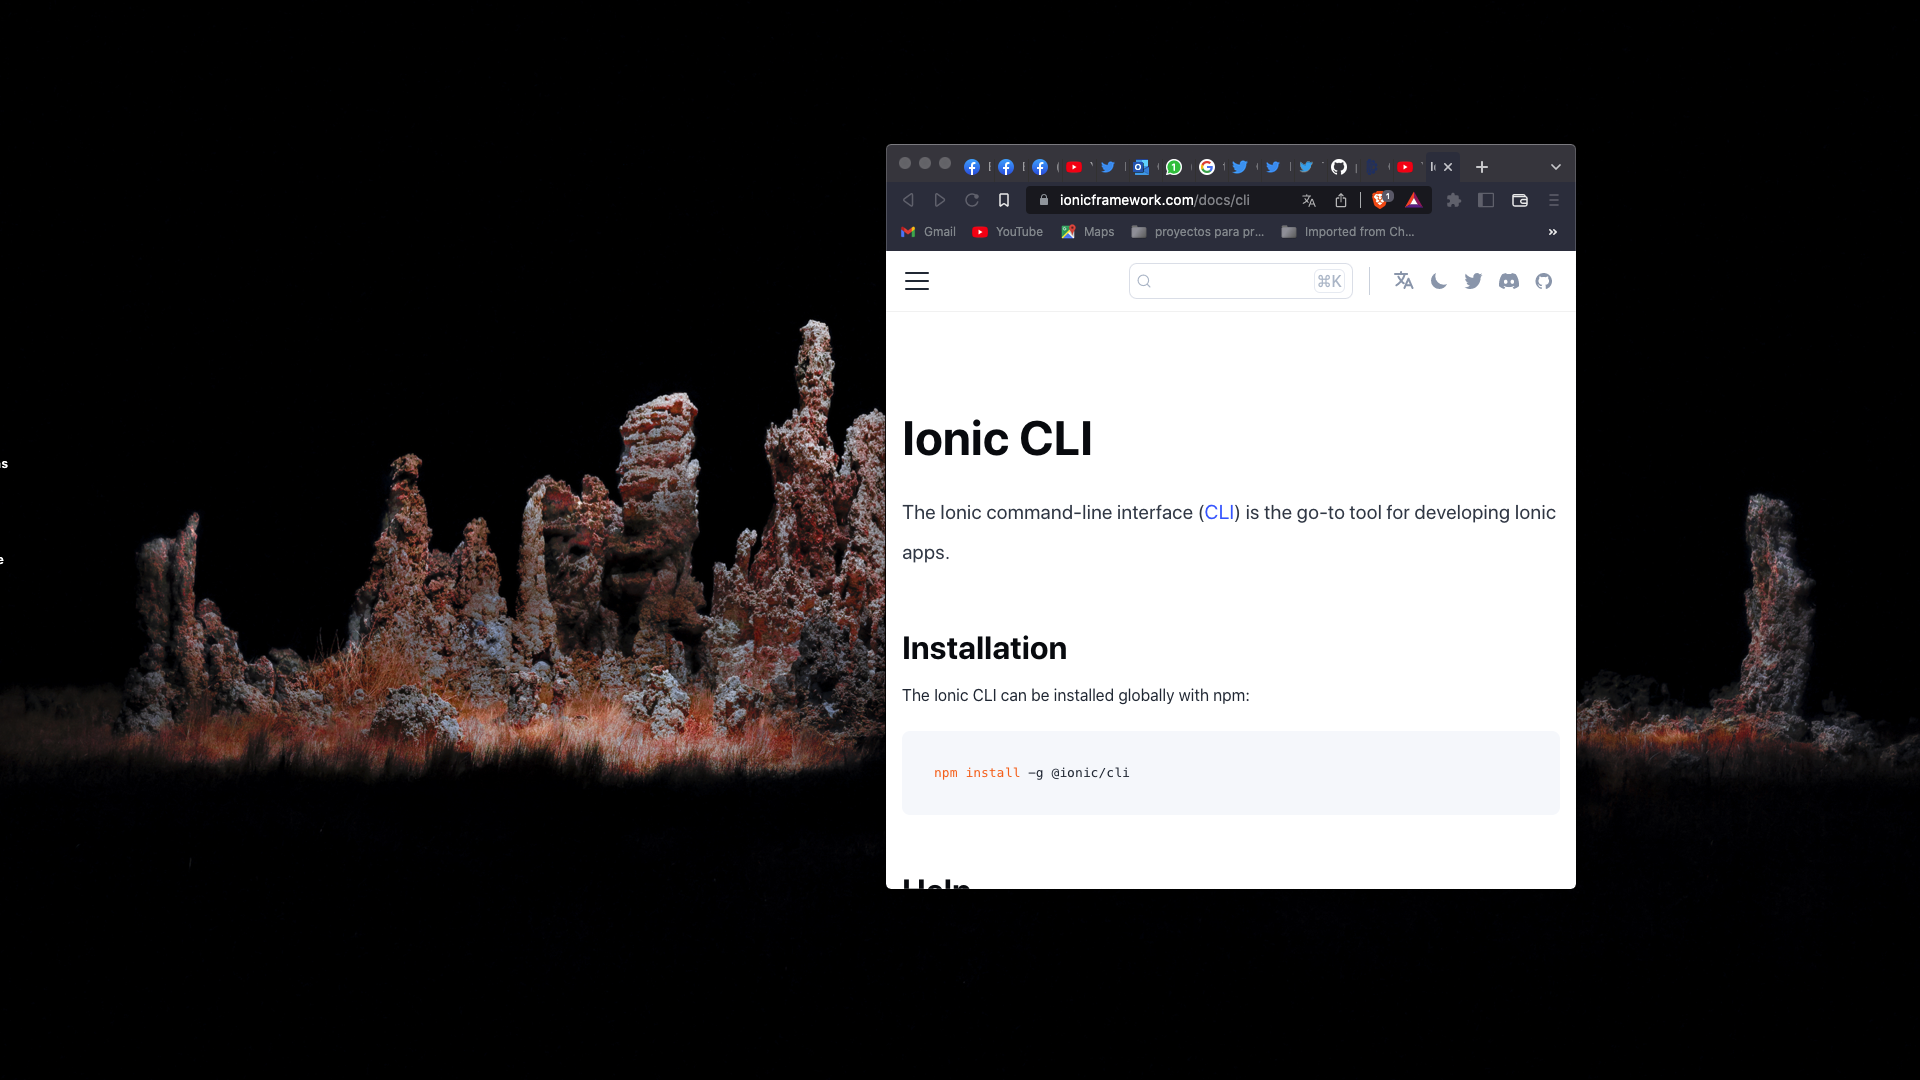 ionicframework.com/docs/cli
1
Gmail YouTube Maps proyectos para pr... Imported from Ch... »
⌘K
Ionic CLI
The Ionic command-line interface (CLI) is the go-to tool for developing Ionic
apps.
Installation
The Ionic CLI can be installed globally with npm:
npm install -g @ionic/cli
Help